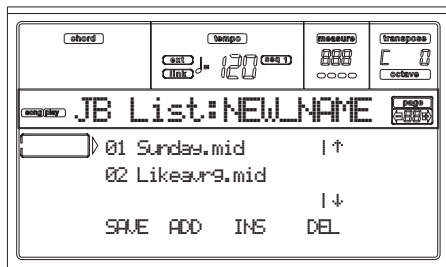 chord tempo measure transpose
ext link ♩= 120 seq 1 888 C 0
octave
song play JB List:NEW_NAME page 88
01 Sunday.mid |↑
02 Likeavrg.mid
|↓
SAVE ADD INS DEL